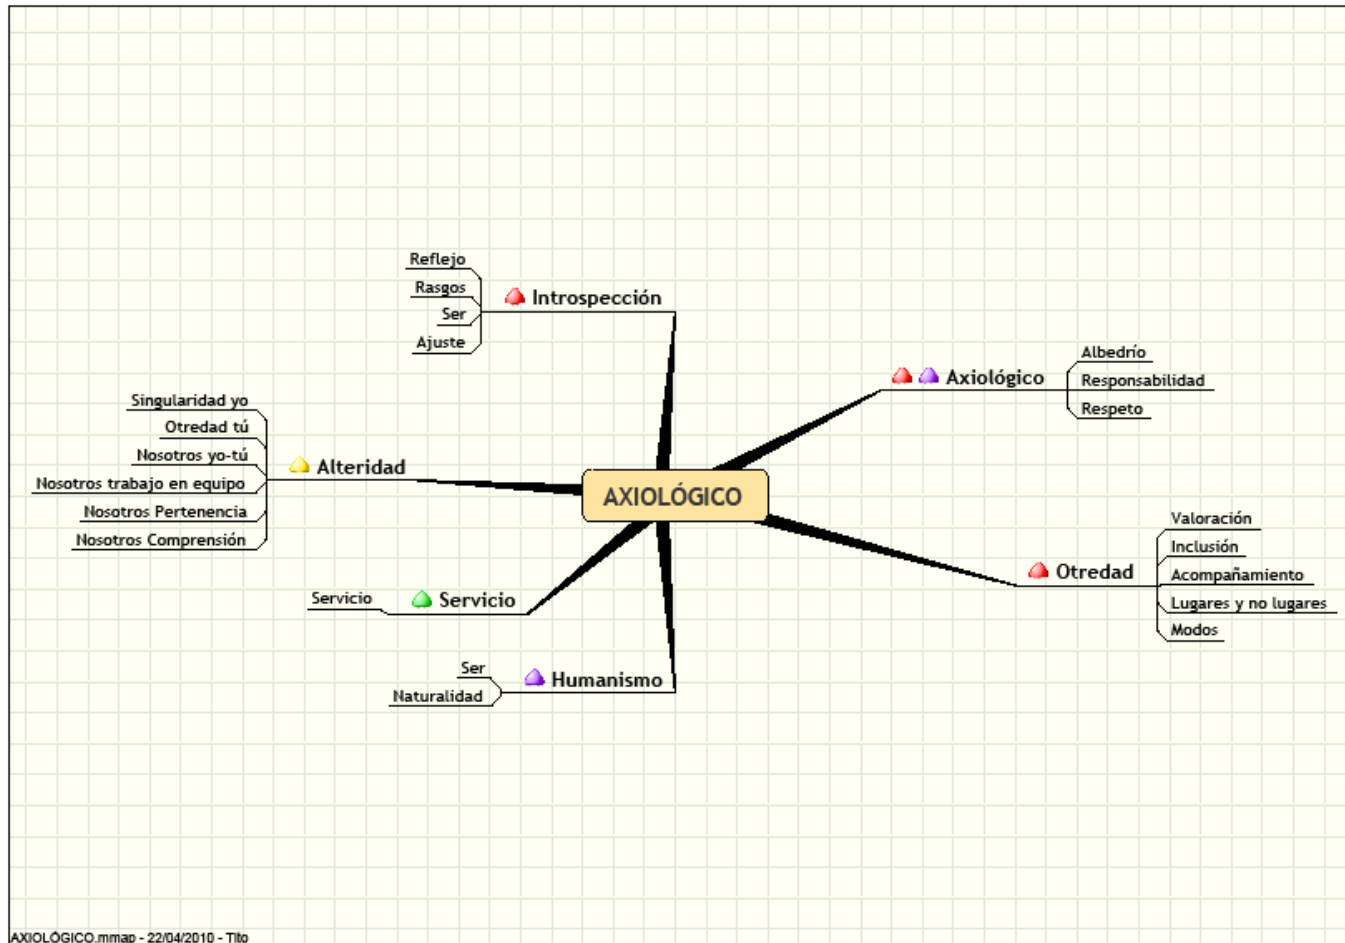 Reflejo
Rasgos
Ser
Ajuste
Introspección
Axiológico
Albedrío
Responsabilidad
Respeto
Singularidad yo
Otredad tú
Nosotros yo-tú
Nosotros trabajo en equipo
Nosotros Pertenencia
Nosotros Comprensión
Alteridad
AXIOLÓGICO
Otredad
Valoración
Inclusión
Acompañamiento
Lugares y no lugares
Modos
Servicio
Servicio
Ser
Naturalidad
Humanismo
AXIOLÓGICO.mmap - 22/04/2010 - Tito